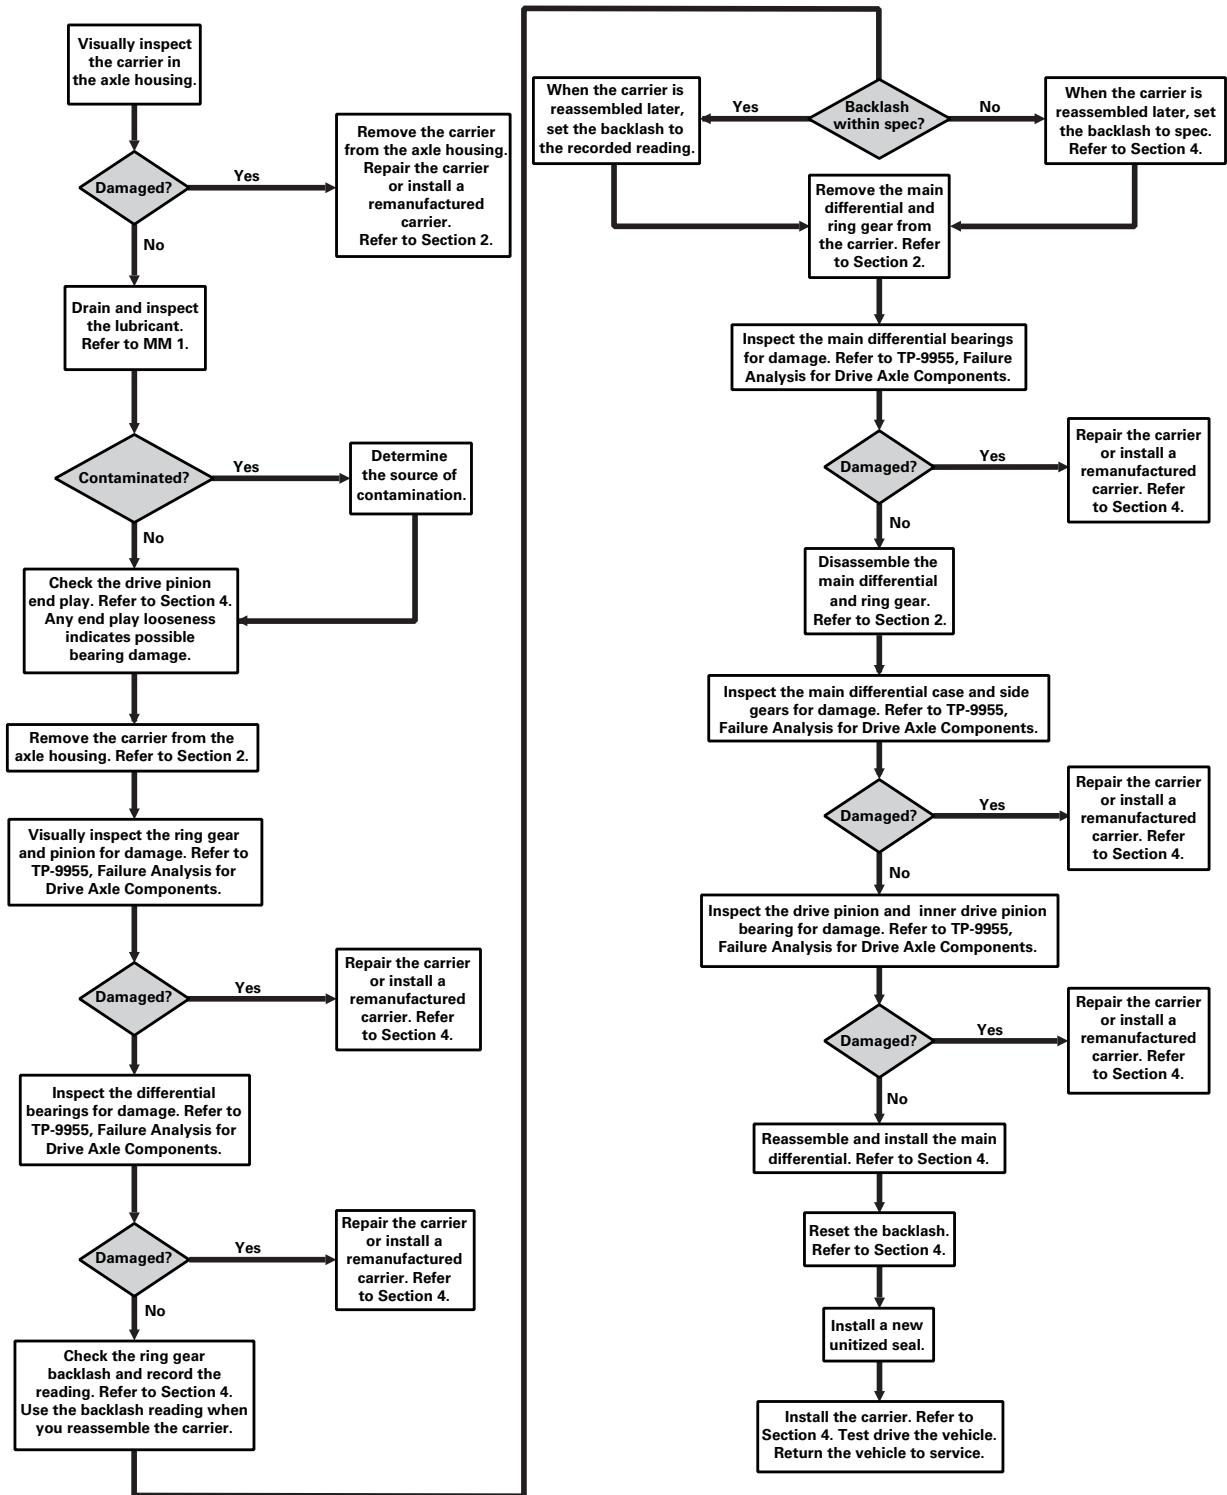 Visually inspect
the carrier in
the axle housing.
Damaged?
Yes
Remove the carrier
from the axle housing.
Repair the carrier
or install a
remanufactured
carrier.
Refer to Section 2.
No
Drain and inspect
the lubricant.
Refer to MM 1.
Contaminated?
Yes
Determine
the source of
contamination.
No
Check the drive pinion
end play. Refer to Section 4.
Any end play looseness
indicates possible
bearing damage.
Remove the carrier from the
axle housing. Refer to Section 2.
Visually inspect the ring gear
and pinion for damage. Refer to
TP-9955, Failure Analysis for
Drive Axle Components.
Damaged?
Yes
Repair the carrier
or install a
remanufactured
carrier. Refer
to Section 4.
No
Inspect the differential
bearings for damage. Refer to
TP-9955, Failure Analysis for
Drive Axle Components.
Damaged?
Yes
Repair the carrier
or install a
remanufactured
carrier. Refer
to Section 4.
No
Check the ring gear
backlash and record the
reading. Refer to Section 4.
Use the backlash reading when
you reassemble the carrier.
Backlash
within spec?
Yes
When the carrier is
reassembled later,
set the backlash to
the recorded reading.
No
When the carrier is
reassembled later, set
the backlash to spec.
Refer to Section 4.
Remove the main
differential and
ring gear from
the carrier. Refer
to Section 2.
Inspect the main differential bearings
for damage. Refer to TP-9955, Failure
Analysis for Drive Axle Components.
Damaged?
Yes
Repair the carrier
or install a
remanufactured
carrier. Refer
to Section 4.
No
Disassemble the
main differential
and ring gear.
Refer to Section 2.
Inspect the main differential case and side
gears for damage. Refer to TP-9955,
Failure Analysis for Drive Axle Components.
Damaged?
Yes
Repair the carrier
or install a
remanufactured
carrier. Refer
to Section 4.
No
Inspect the drive pinion and inner drive pinion
bearing for damage. Refer to TP-9955,
Failure Analysis for Drive Axle Components.
Damaged?
Yes
Repair the carrier
or install a
remanufactured
carrier. Refer
to Section 4.
No
Reassemble and install the main
differential. Refer to Section 4.
Reset the backlash.
Refer to Section 4.
Install a new
unitized seal.
Install the carrier. Refer to
Section 4. Test drive the vehicle.
Return the vehicle to service.